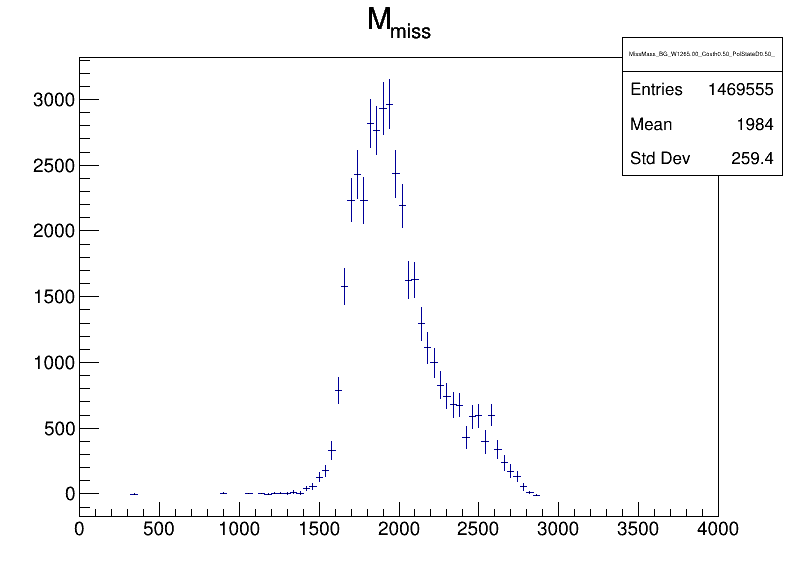 M_miss
MissMass_BG_W1265.00_Costh0.50_PolStateD0.50_
Entries 1469555
Mean 1984
Std Dev 259.4
3000
2500
2000
1500
1000
500
0
0 500 1000 1500 2000 2500 3000 3500 4000